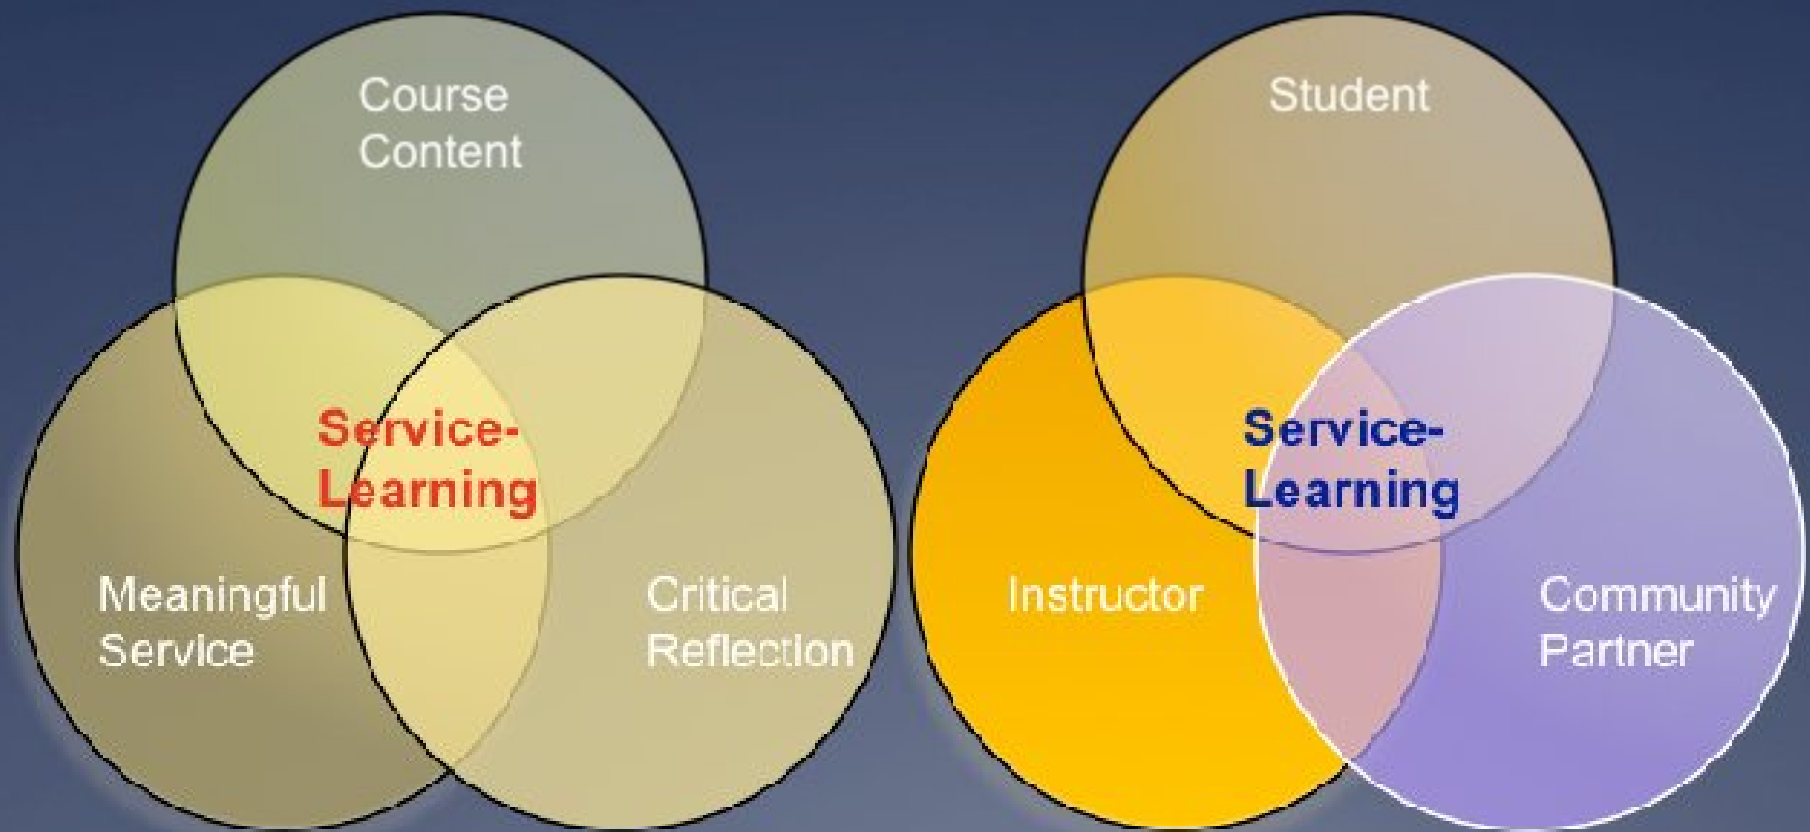 Course
Content
Service-
Learning
Meaningful
Service
Critical
Reflection
Student
Service-
Learning
Instructor
Community
Partner